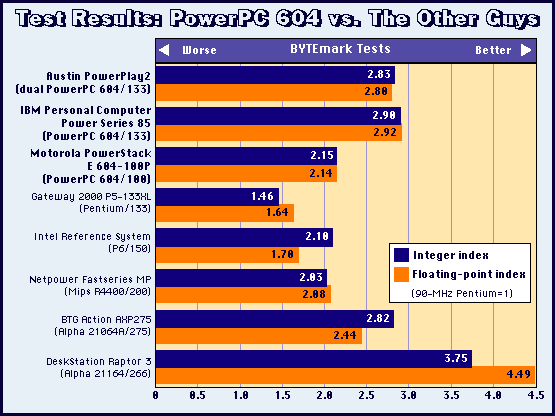 Test Results: PowerPC 604 vs. The Other Guys
Worse BYTEmark Tests Better
Austin PowerPlay2
(dual PowerPC 604/133)
2.83
2.80
IBM Personal Computer
Power Series 85
(PowerPC 604/133)
2.90
2.92
Motorola PowerStack
E 604-100P
(PowerPC 604/100)
2.15
2.14
Gateway 2000 P5-133XL
(Pentium/133)
1.46
1.64
Intel Reference System
(P6/150)
2.10
1.70
Netpower Fastseries MP
(Mips R4400/200)
2.03
2.08
BTG Action AXP275
(Alpha 21064A/275)
2.82
2.44
DeskStation Raptor 3
(Alpha 21164/266)
3.75
4.49
Integer index
Floating-point index
(90-MHz Pentium=1)
0 0.5 1.0 1.5 2.0 2.5 3.0 3.5 4.0 4.5